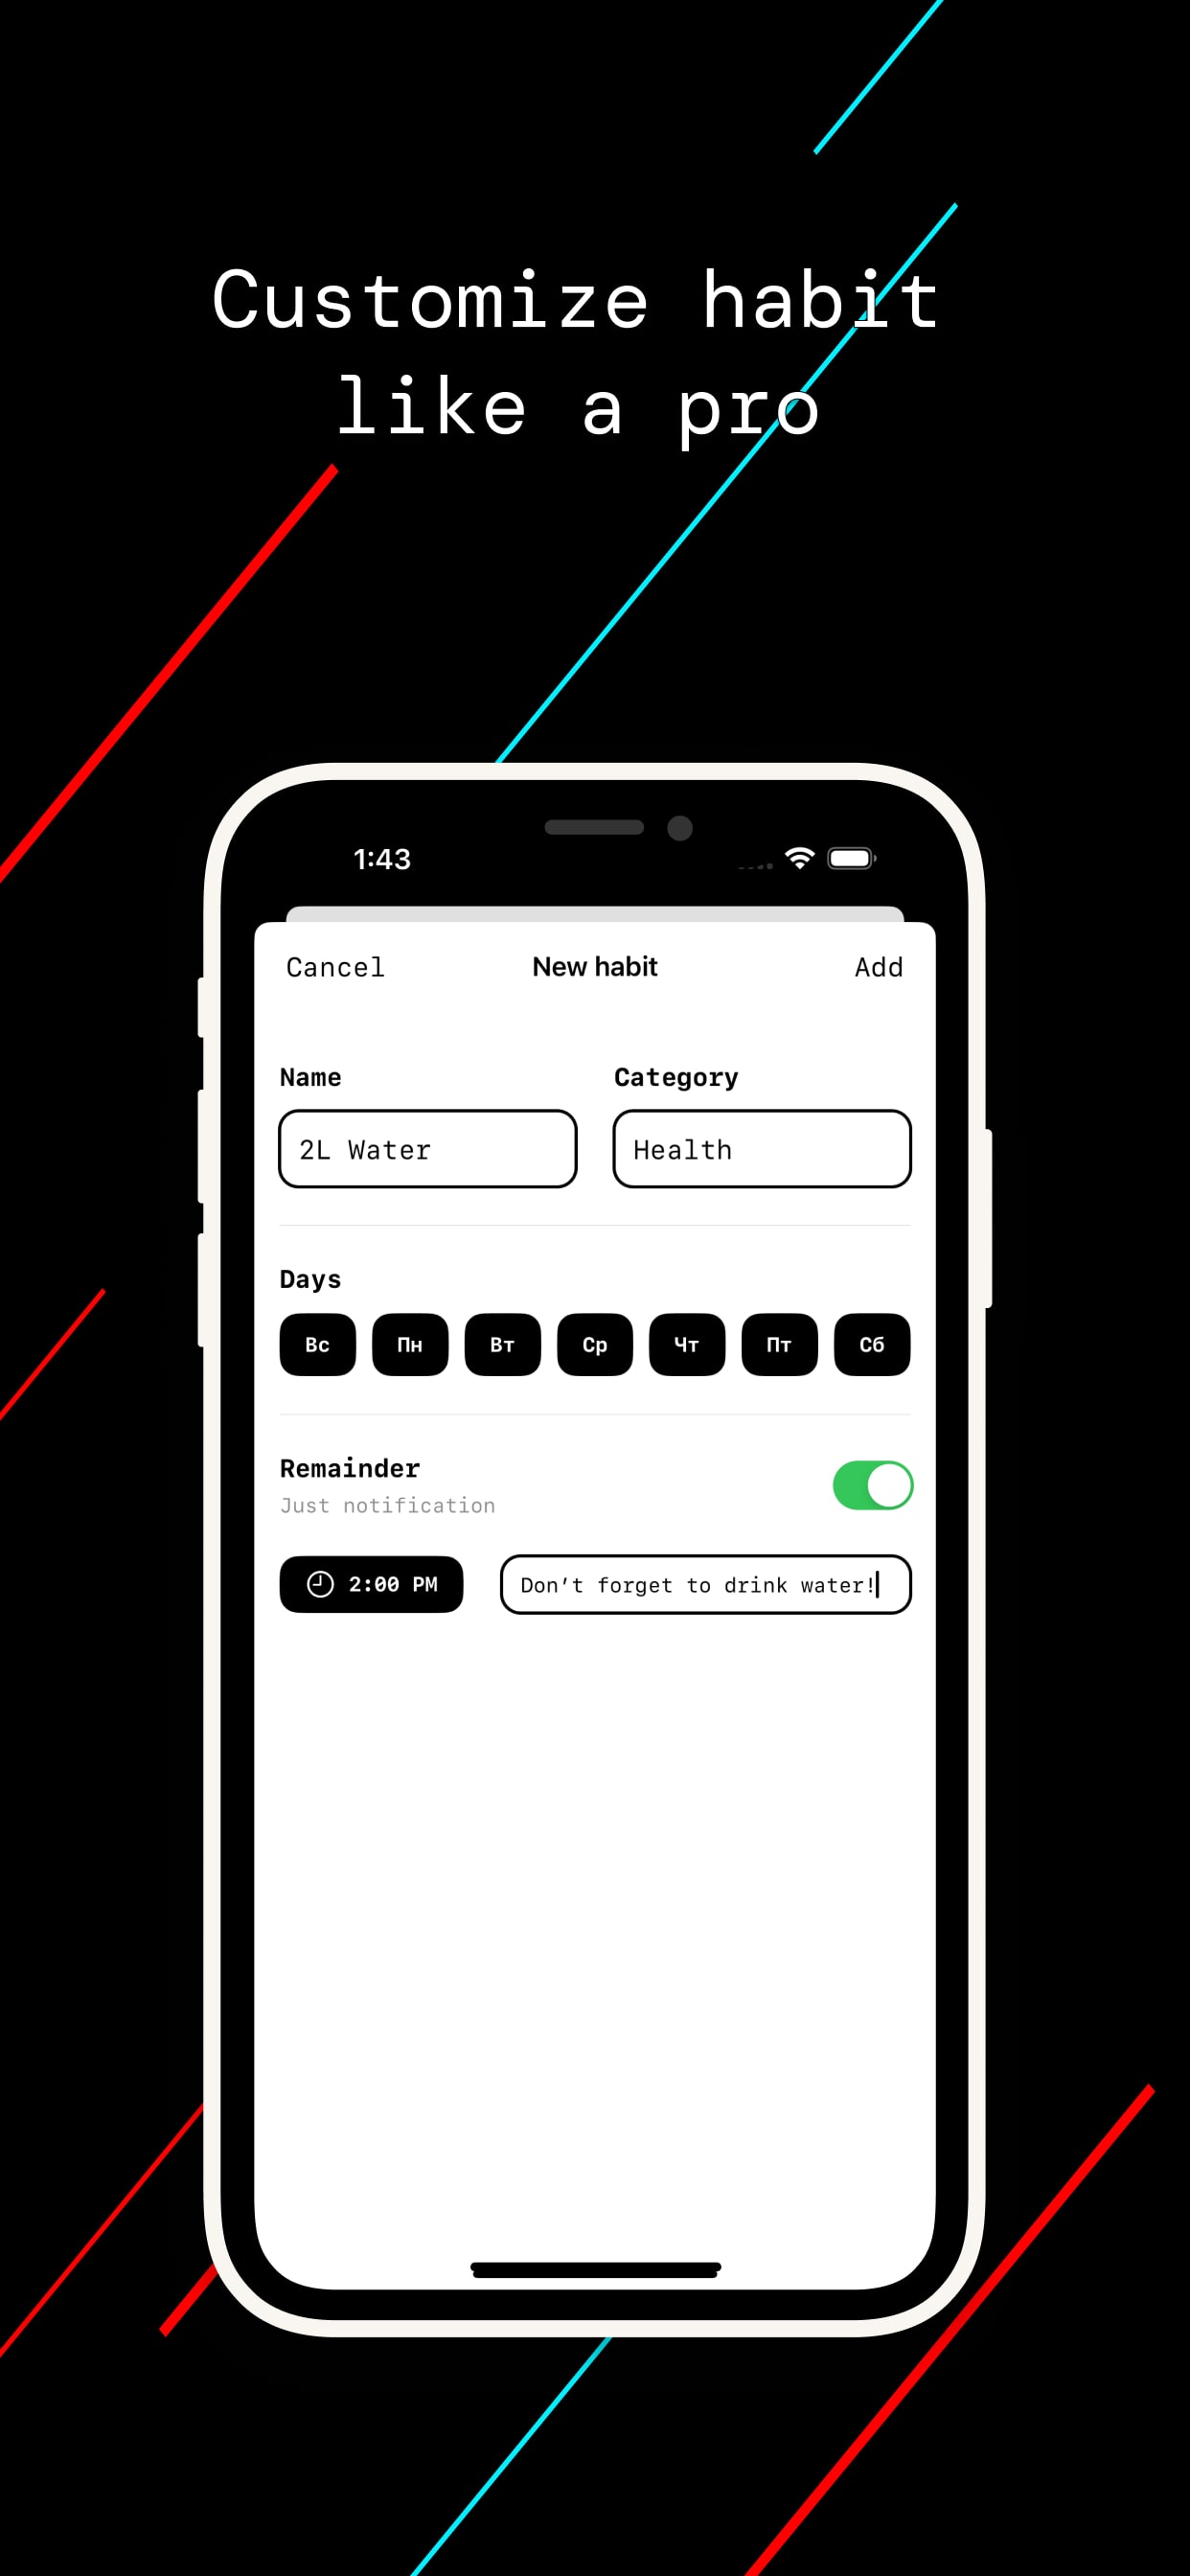 Customize habit
like a pro
1:43
Cancel New habit Add
Name Category
2L Water Health
Days
Вс Пн Вт Ср Чт Пт Сб
Remainder
Just notification
2:00 PM Don’t forget to drink water!